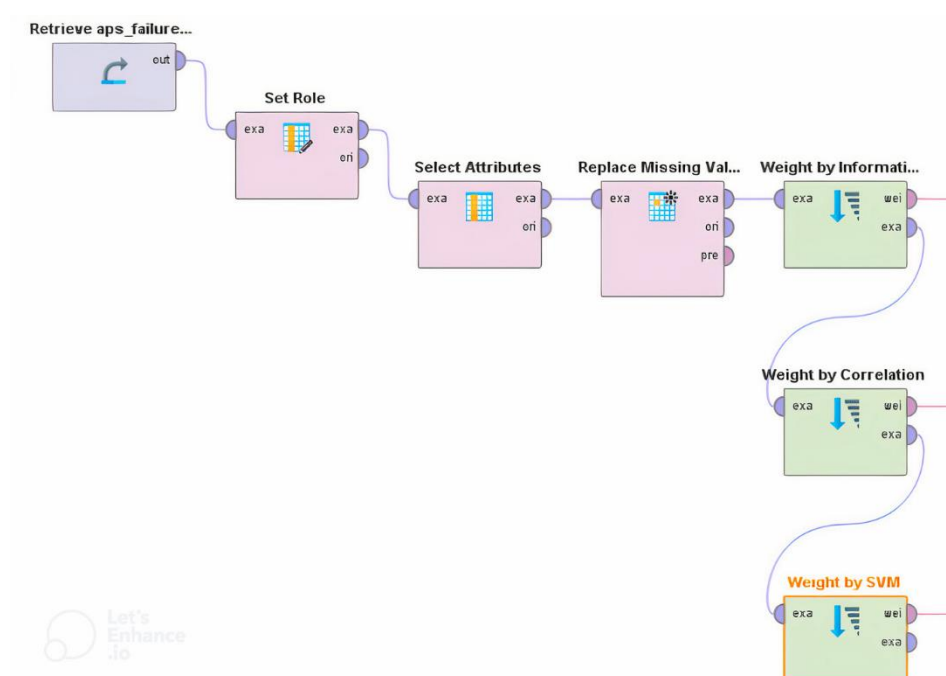 Retrieve aps_failure...
out
Set Role
exa
exa
ori
Select Attributes
exa
exa
ori
Replace Missing Val...
exa
exa
ori
pre
Weight by Informati...
exa
wei
exa
Weight by Correlation
exa
wei
exa
Weight by SVM
exa
wei
exa
Let's
Enhance
.io